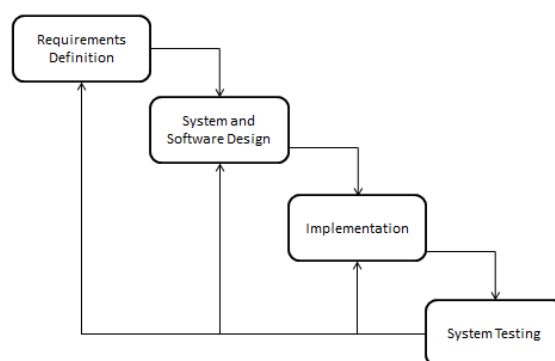 Requirements
Definition
System and
Software Design
Implementation
System Testing